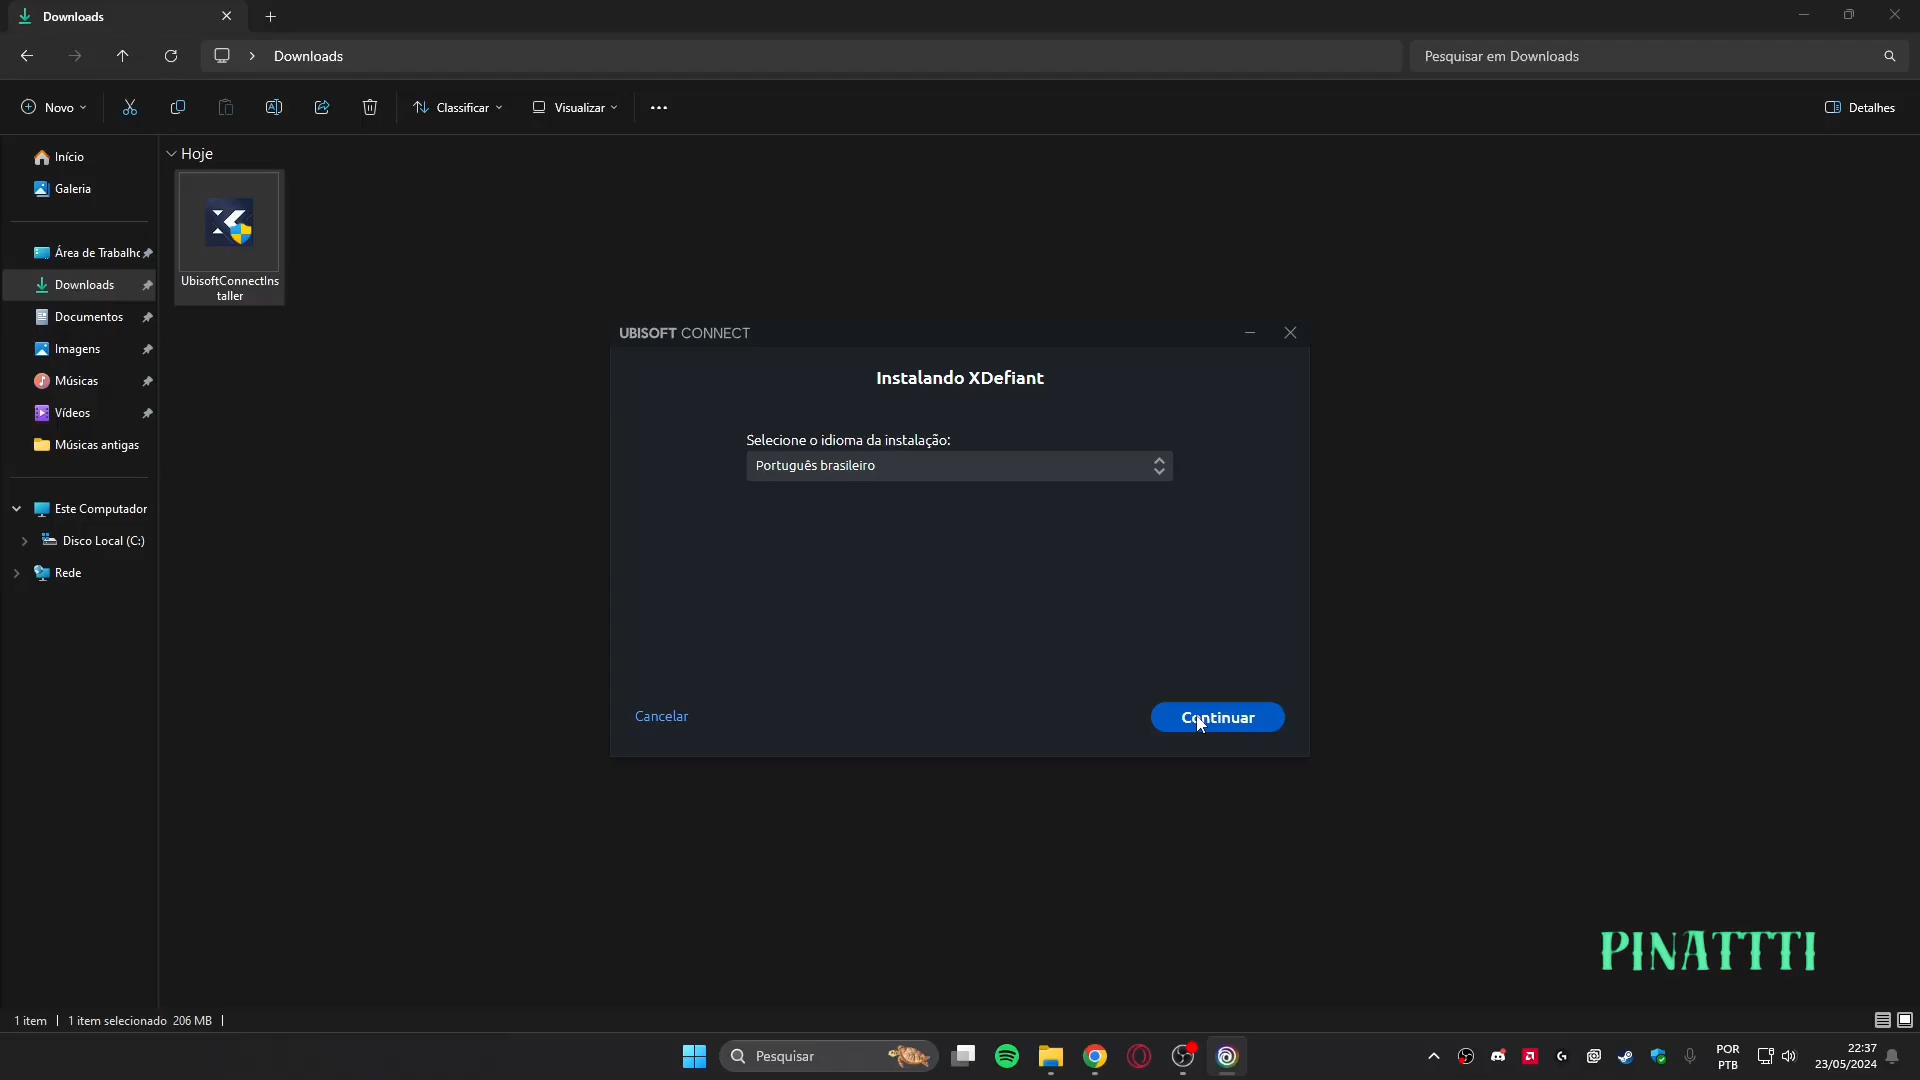 Downloads
Downloads
Pesquisar em Downloads
Novo
Classificar
Visualizar
Detalhes
Início
Galeria
Área de Trabalho
Downloads
Documentos
Imagens
Músicas
Vídeos
Músicas antigas
Este Computador
Disco Local (C:)
Rede
Hoje
UbisoftConnectIns
taller
UBISOFT CONNECT
Instalando XDefiant
Selecione o idioma da instalação:
Português brasileiro
Cancelar
Continuar
PINATTTI
1 item
1 item selecionado 206 MB
Pesquisar
POR
PTB
22:37
23/05/2024